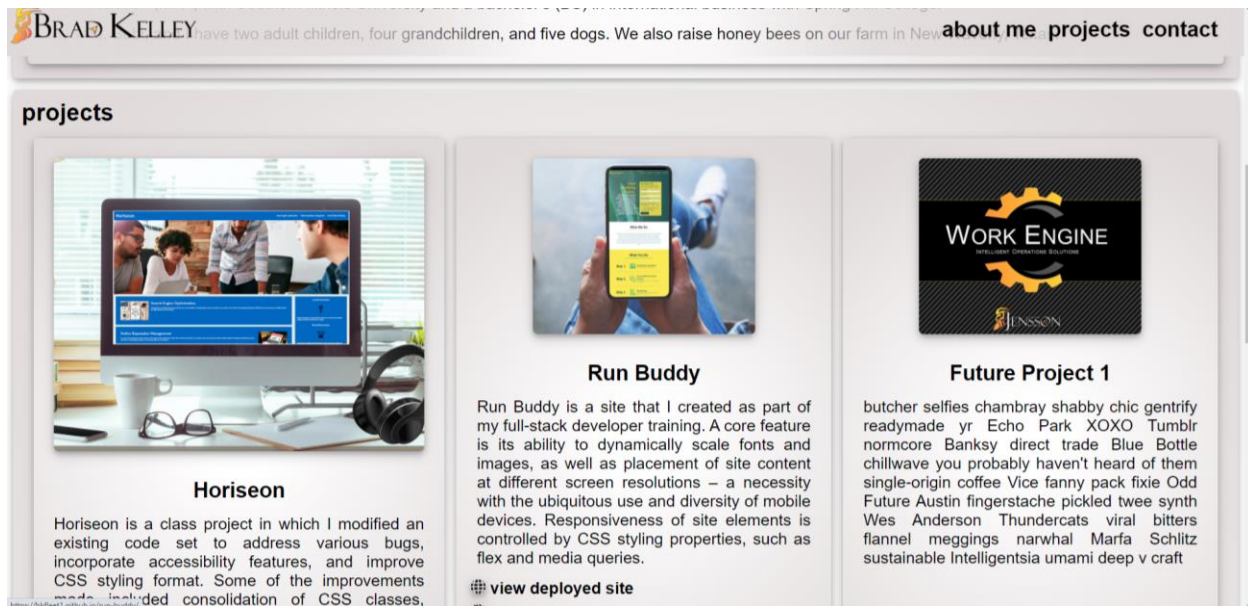 BRAD KELLEY
have two adult children, four grandchildren, and five dogs. We also raise honey bees on our farm in New
about me projects contact
projects
Horiseon
WORK ENGINE
INTELLIGENT OPERATIONS SOLUTIONS
JENSSON
Horiseon
Horiseon is a class project in which I modified an
existing code set to address various bugs,
incorporate accessibility features, and improve
CSS styling format. Some of the improvements
made included consolidation of CSS classes,
Run Buddy
Run Buddy is a site that I created as part of
my full-stack developer training. A core feature
is its ability to dynamically scale fonts and
images, as well as placement of site content
at different screen resolutions – a necessity
with the ubiquitous use and diversity of mobile
devices. Responsiveness of site elements is
controlled by CSS styling properties, such as
flex and media queries.
view deployed site
Future Project 1
butcher selfies chambray shabby chic gentrify
readymade yr Echo Park XOXO Tumblr
normcore Banksy direct trade Blue Bottle
chillwave you probably haven't heard of them
single-origin coffee Vice fanny pack fixie Odd
Future Austin fingerstache pickled twee synth
Wes Anderson Thundercats viral bitters
flannel meggings narwhal Marfa Schlitz
sustainable Intelligentsia umami deep v craft